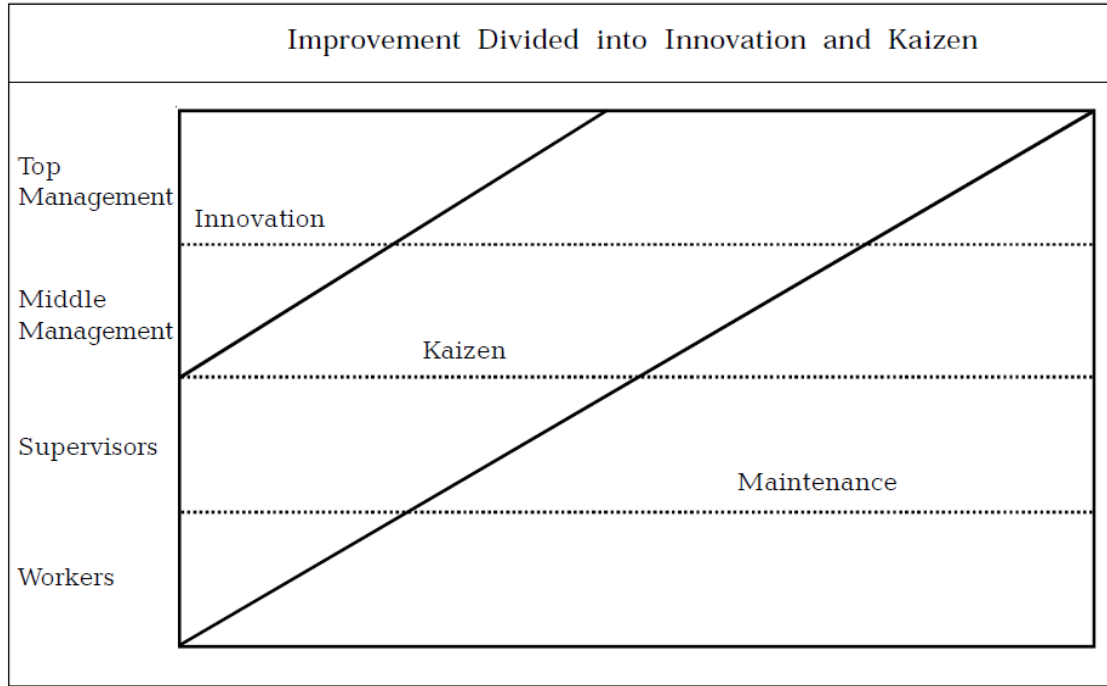 Improvement Divided into Innovation and Kaizen
Top
Management
Innovation
Middle
Management
Kaizen
Supervisors
Maintenance
Workers